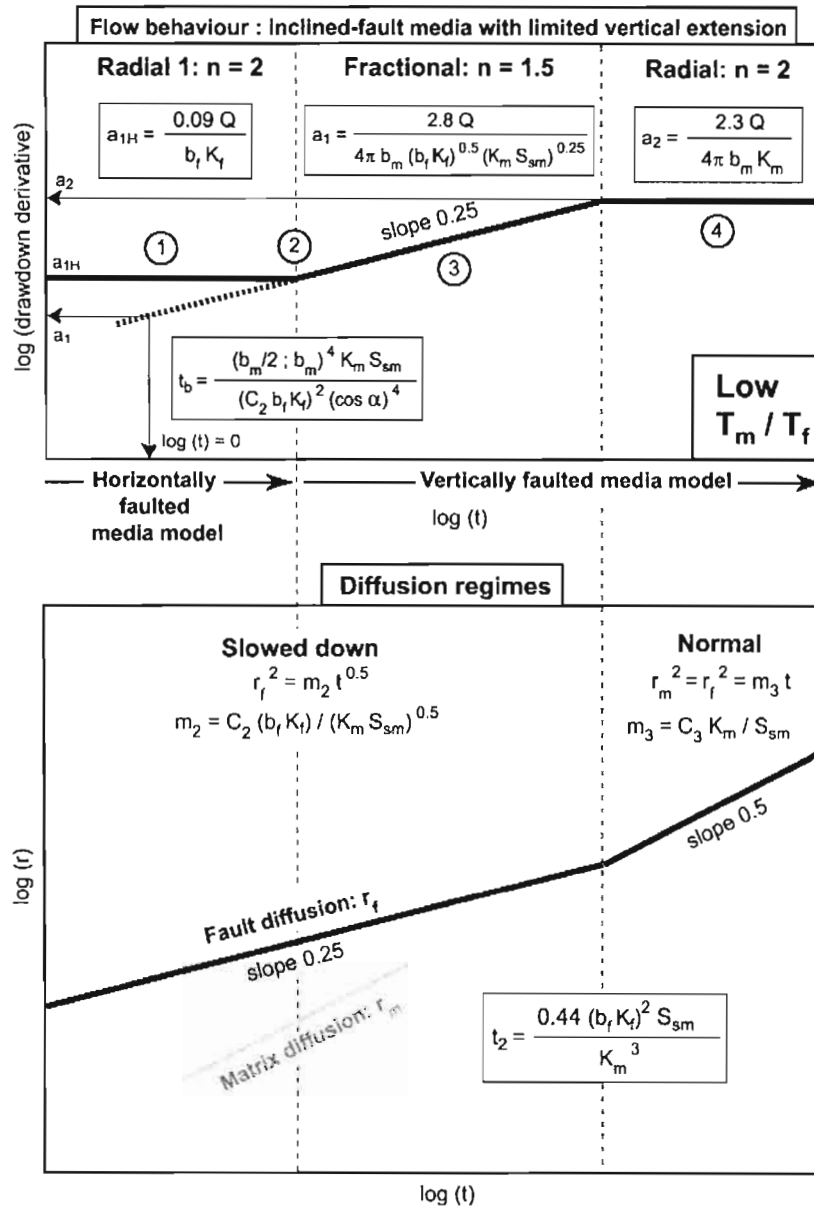 Flow behaviour : Inclined-fault media with limited vertical extension
Radial 1: n = 2
Fractional: n = 1.5
Radial: n = 2
a1H = 0.09 Q / bf Kf
a1 = 2.8 Q / 4π bm (bf Kf)^0.5 (Km Ssm)^0.25
a2 = 2.3 Q / 4π bm Km
log (drawdown derivative)
a2
a1H
a1
1
2
slope 0.25
3
4
tb = (bm/2 ; bm)^4 Km Ssm / (C2 bf Kf)^2 (cos α)^4
log (t) = 0
Low
Tm / Tf
Horizontally
faulted
media model
Vertically faulted media model
log (t)
Diffusion regimes
Slowed down
rf^2 = m2 t^0.5
m2 = C2 (bf Kf) / (Km Ssm)^0.5
Normal
rm^2 = rf^2 = m3 t
m3 = C3 Km / Ssm
log (r)
slope 0.5
Fault diffusion: rf
slope 0.25
Matrix diffusion: rm
t2 = 0.44 (bf Kf)^2 Ssm / Km^3
log (t)